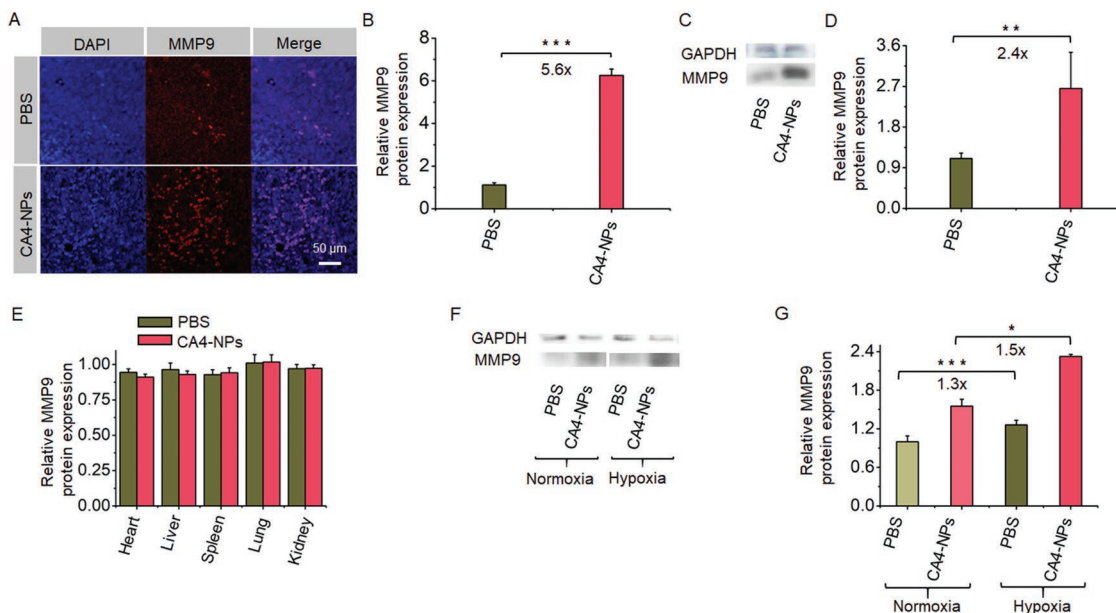 A
DAPI MMP9 Merge
PBS
CA4-NPs
50 µm
B
Relative MMP9
protein expression
8
6
4
2
0
***
5.6x
PBS
CA4-NPs
C
GAPDH
MMP9
PBS
CA4-NPs
D
Relative MMP9
protein expression
3.6
2.7
1.8
0.9
0.0
**
2.4x
PBS
CA4-NPs
E
PBS
CA4-NPs
Relative MMP9
protein expression
1.00
0.75
0.50
0.25
0.00
Heart
Liver
Spleen
Lung
Kidney
F
GAPDH
MMP9
PBS
CA4-NPs
PBS
CA4-NPs
Normoxia Hypoxia
G
Relative MMP9
protein expression
2.4
1.8
1.2
0.6
0.0
***
1.3x
*
1.5x
PBS
CA4-NPs
PBS
CA4-NPs
Normoxia Hypoxia